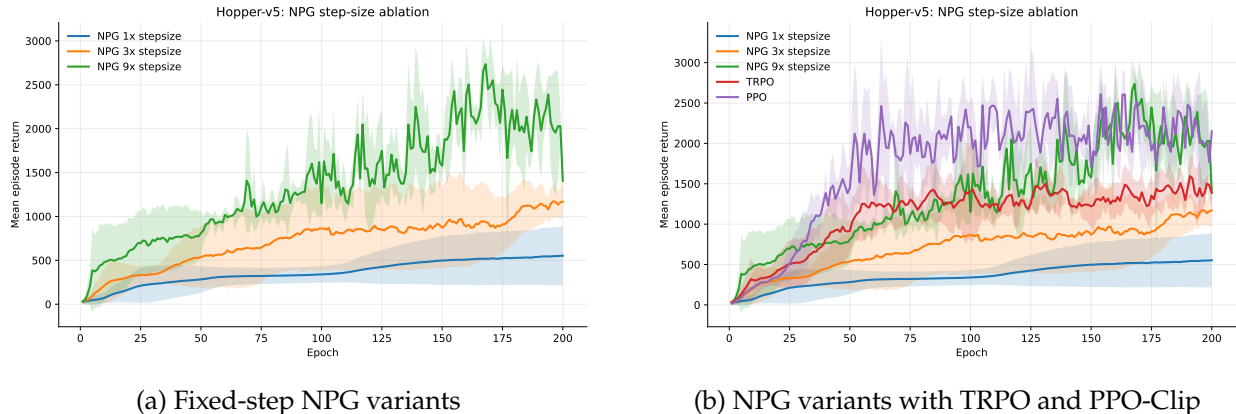 Hopper-v5: NPG step-size ablation
NPG 1x stepsize
NPG 3x stepsize
NPG 9x stepsize
Mean episode return
3000
2500
2000
1500
1000
500
0
0 25 50 75 100 125 150 175 200
Epoch
(a) Fixed-step NPG variants
Hopper-v5: NPG step-size ablation
NPG 1x stepsize
NPG 3x stepsize
NPG 9x stepsize
TRPO
PPO
Mean episode return
3000
2500
2000
1500
1000
500
0
0 25 50 75 100 125 150 175 200
Epoch
(b) NPG variants with TRPO and PPO-Clip